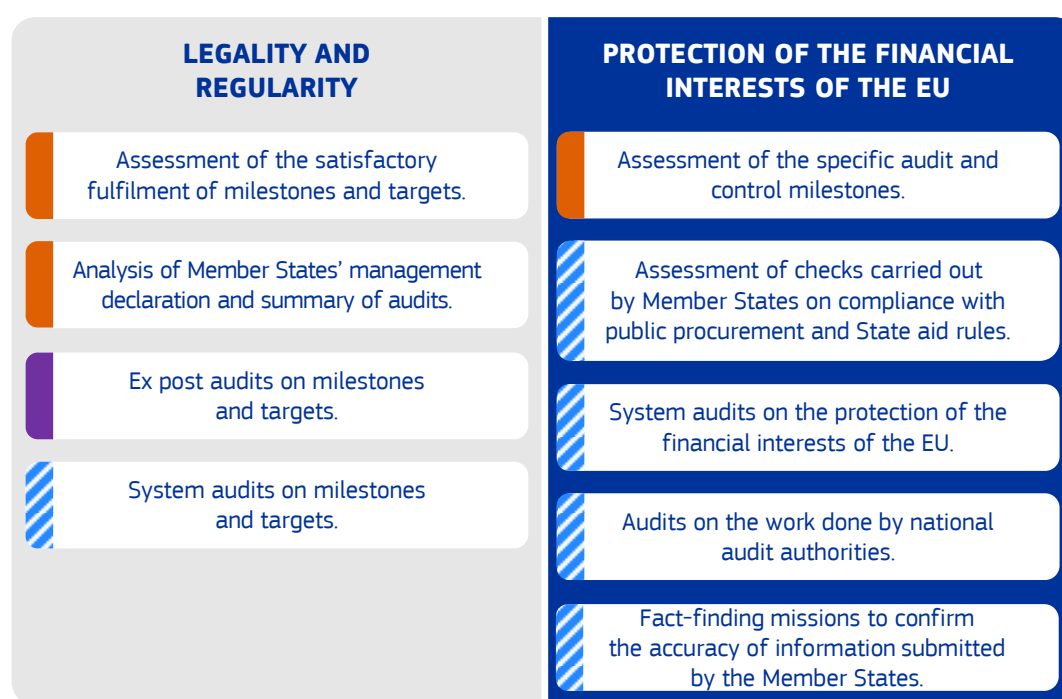 LEGALITY AND
REGULARITY
Assessment of the satisfactory
fulfilment of milestones and targets.
Analysis of Member States’ management
declaration and summary of audits.
Ex post audits on milestones
and targets.
System audits on milestones
and targets.
PROTECTION OF THE FINANCIAL
INTERESTS OF THE EU
Assessment of the specific audit and
control milestones.
Assessment of checks carried out
by Member States on compliance with
public procurement and State aid rules.
System audits on the protection of the
financial interests of the EU.
Audits on the work done by national
audit authorities.
Fact-finding missions to confirm
the accuracy of information submitted
by the Member States.